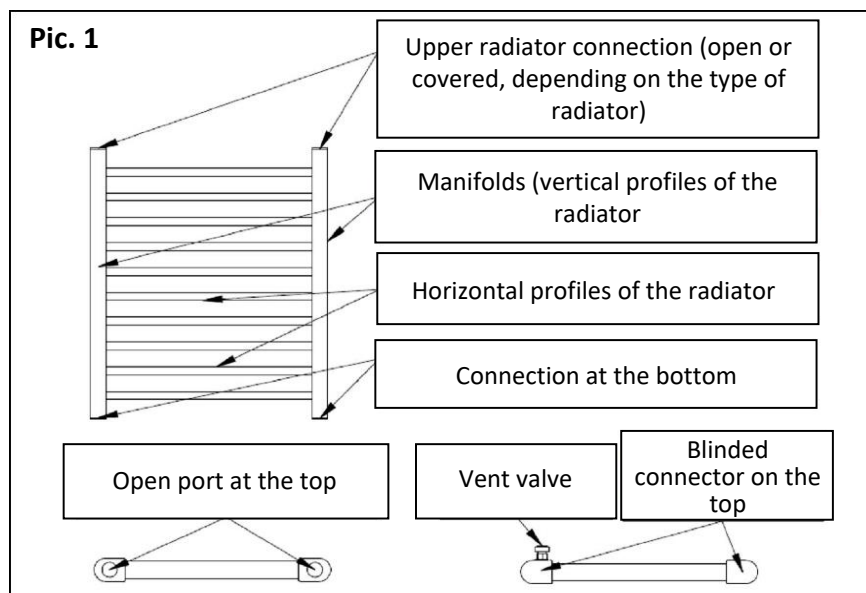 Pic. 1
Upper radiator connection (open or
covered, depending on the type of
radiator)
Manifolds (vertical profiles of the
radiator
Horizontal profiles of the radiator
Connection at the bottom
Open port at the top
Vent valve
Blinded
connector on the
top